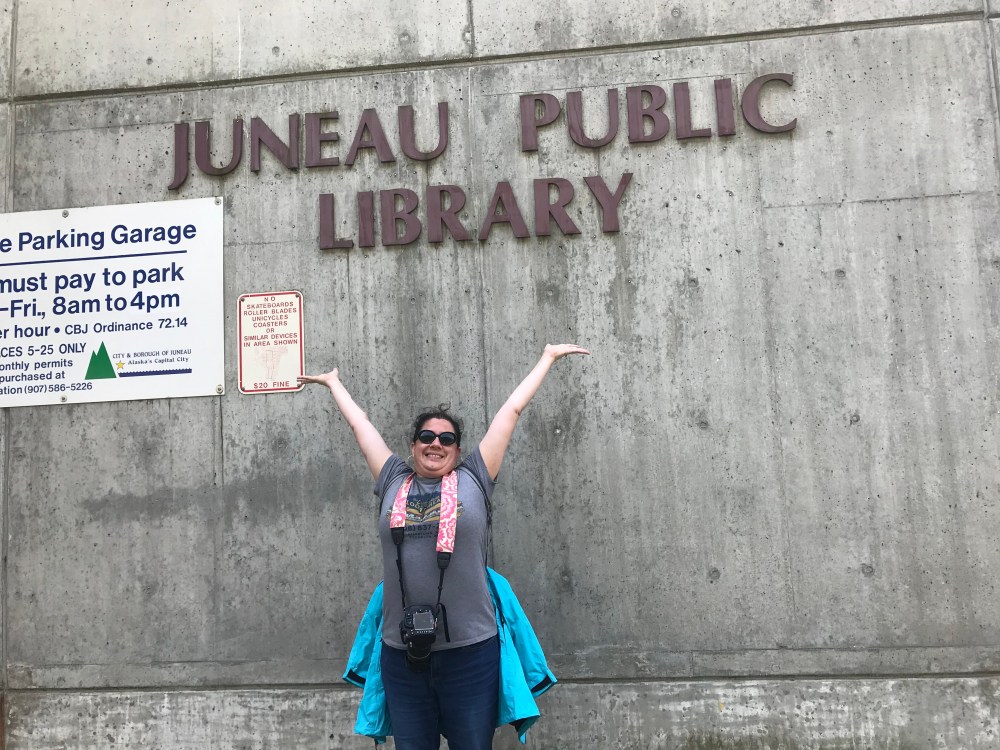 JUNEAU PUBLIC
LIBRARY
e Parking Garage
must pay to park
-Fri., 8am to 4pm
er hour • CBJ Ordinance 72.14
CES 5-25 ONLY
onthly permits
purchased at
ation (907) 586-5226
CITY & BOROUGH OF JUNEAU
Alaska's Capital City
NO
SKATEBOARDS
ROLLER BLADES
UNICYCLES
COASTERS
OR
SIMILAR DEVICES
IN AREA SHOWN
$20 FINE